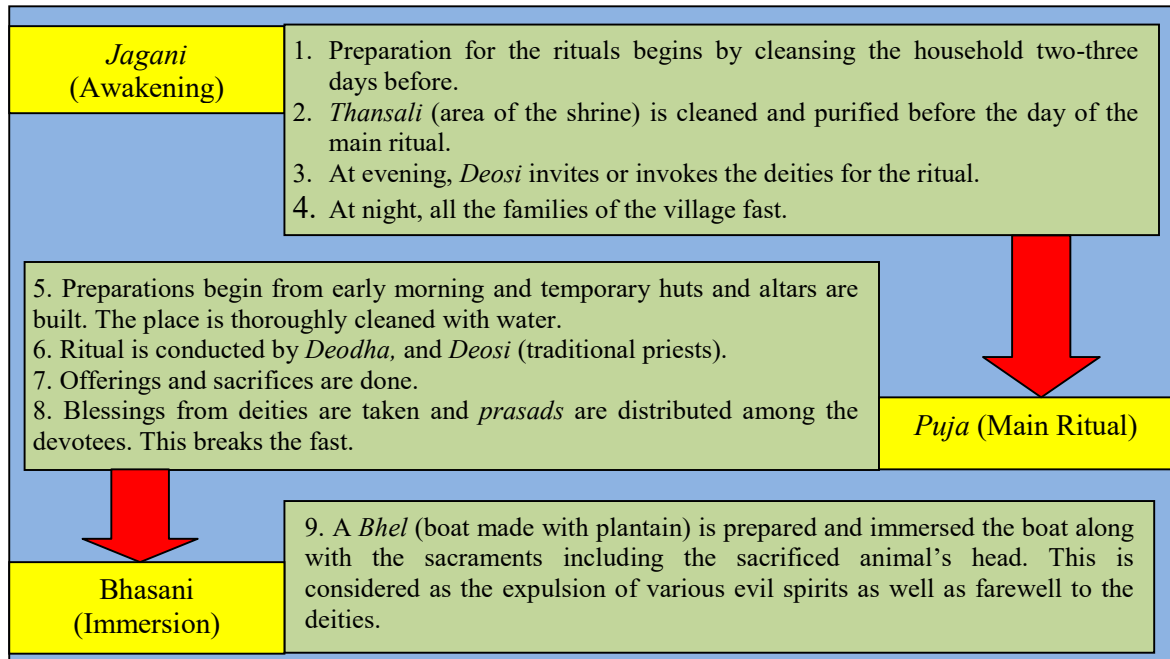 Jagani
(Awakening)
1. Preparation for the rituals begins by cleansing the household two-three
days before.
2. Thansali (area of the shrine) is cleaned and purified before the day of the
main ritual.
3. At evening, Deosi invites or invokes the deities for the ritual.
4. At night, all the families of the village fast.
5. Preparations begin from early morning and temporary huts and altars are
built. The place is thoroughly cleaned with water.
6. Ritual is conducted by Deodha, and Deosi (traditional priests).
7. Offerings and sacrifices are done.
8. Blessings from deities are taken and prasads are distributed among the
devotees. This breaks the fast.
Puja (Main Ritual)
9. A Bhel (boat made with plantain) is prepared and immersed the boat along
with the sacraments including the sacrificed animal's head. This is
considered as the expulsion of various evil spirits as well as farewell to the
deities.
Bhasani
(Immersion)